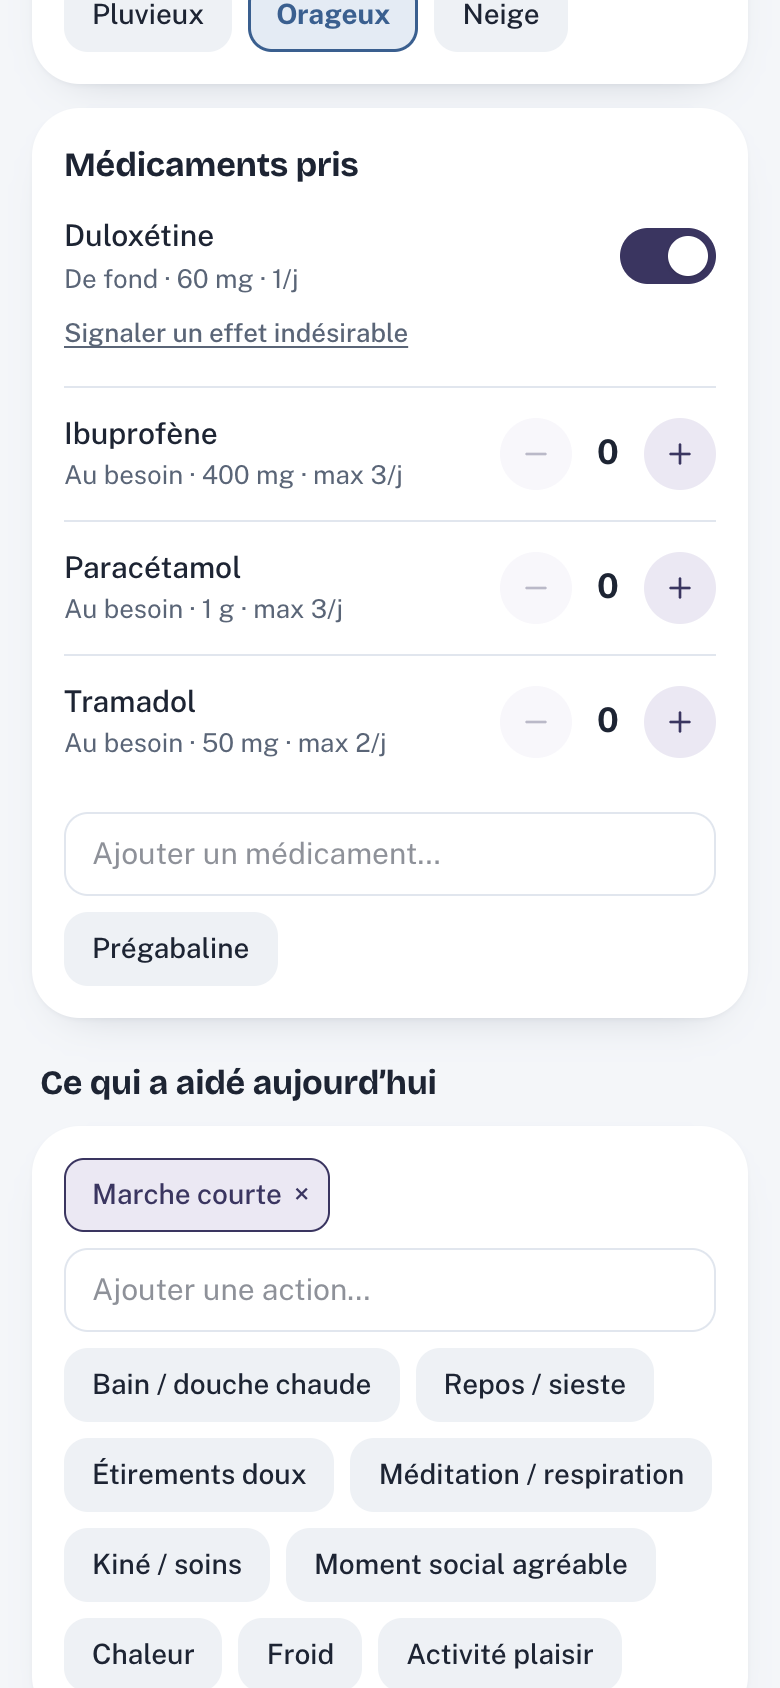 Pluvieux Orageux Neige
Médicaments pris
Duloxétine
De fond · 60 mg · 1/j
Signaler un effet indésirable
Ibuprofène
Au besoin · 400 mg · max 3/j
− 0 +
Paracétamol
Au besoin · 1 g · max 3/j
− 0 +
Tramadol
Au besoin · 50 mg · max 2/j
− 0 +
Ajouter un médicament...
Prégabaline
Ce qui a aidé aujourd’hui
Marche courte ×
Ajouter une action...
Bain / douche chaude Repos / sieste
Étirements doux Méditation / respiration
Kiné / soins Moment social agréable
Chaleur Froid Activité plaisir